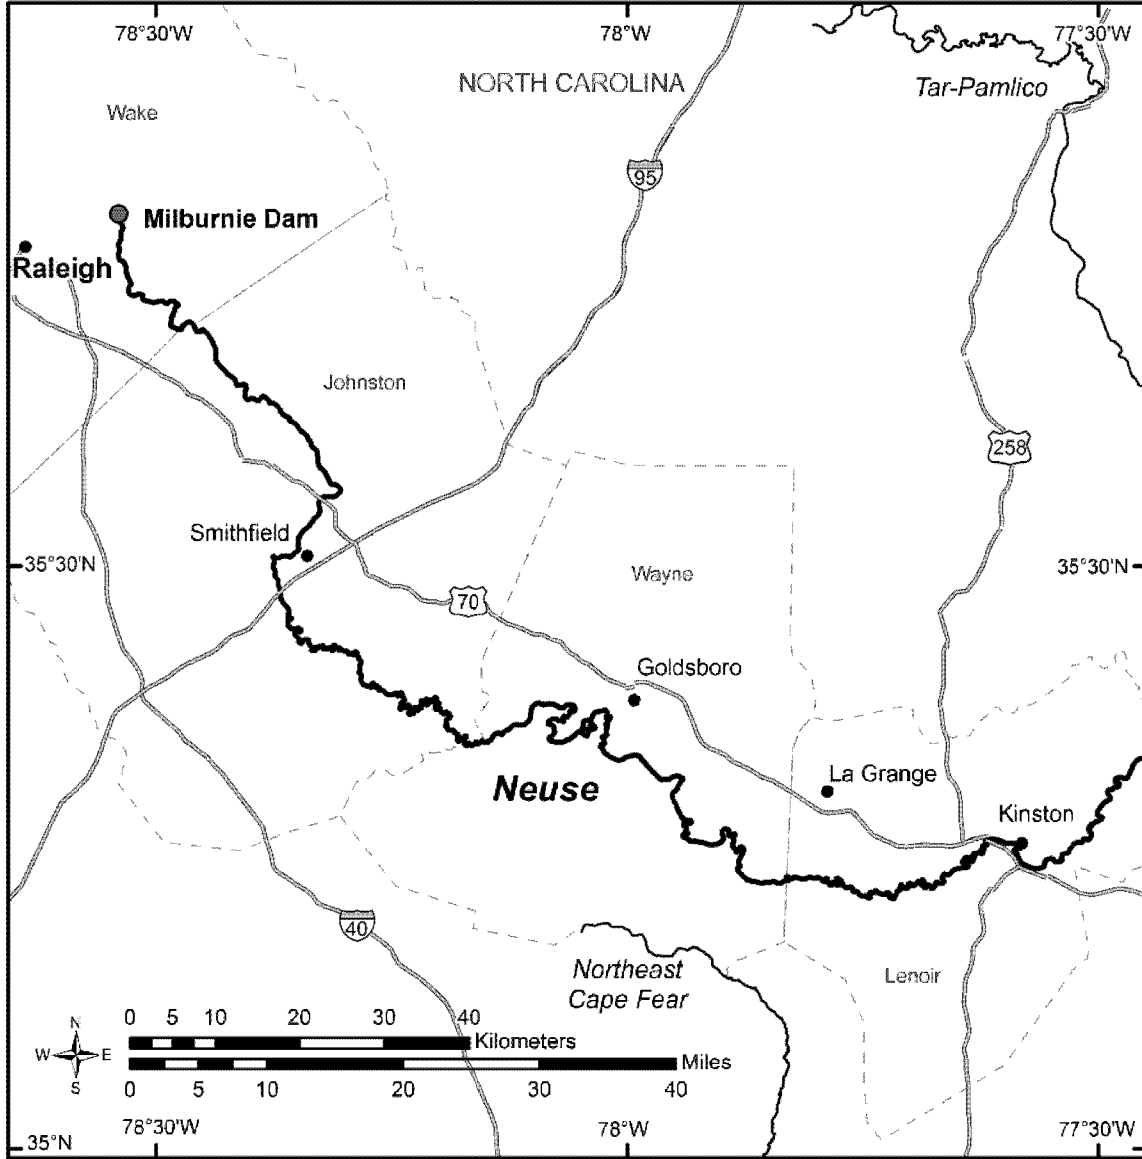 78°30'W
78°W
77°30'W
NORTH CAROLINA
Tar-Pamlico
Wake
95
Milburnie Dam
Raleigh
Johnston
258
Smithfield
35°30'N
35°30'N
Wayne
70
Goldsboro
La Grange
Neuse
Kinston
40
Northeast
Cape Fear
Lenoir
0 5 10 20 30 40
Kilometers
N
W E
S
Miles
0 5 10 20 30 40
78°30'W
78°W
77°30'W
35°N